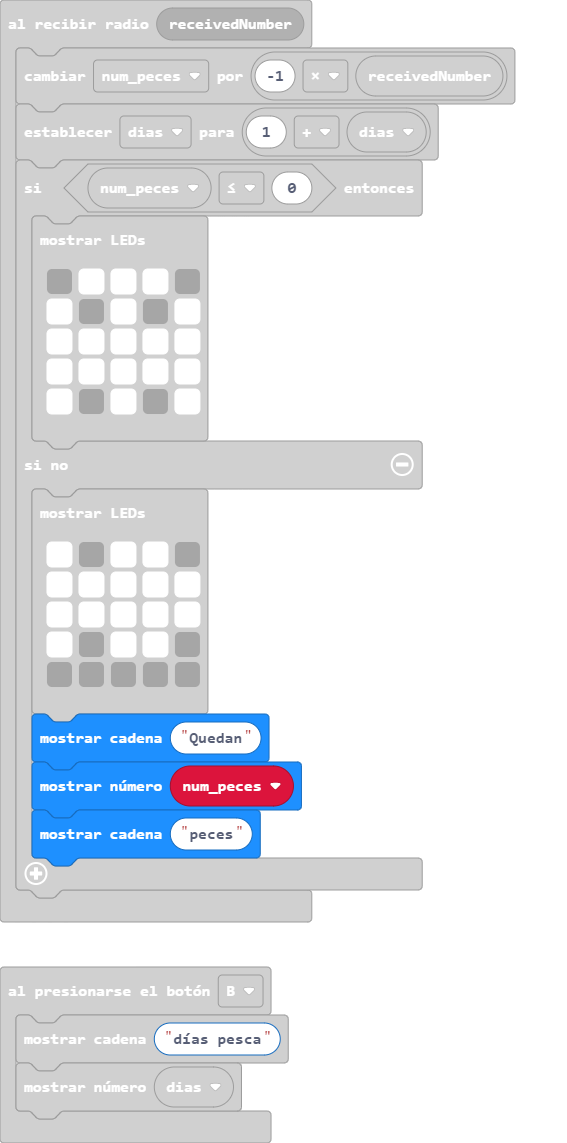 al recibir radio receivedNumber
cambiar num_peces por -1 × receivedNumber
establecer dias para 1 + dias
si num_peces ≤ 0 entonces
mostrar LEDs
si no
mostrar LEDs
mostrar cadena "Quedan"
mostrar número num_peces
mostrar cadena "peces"
al presionarse el botón B
mostrar cadena "días pesca"
mostrar número dias